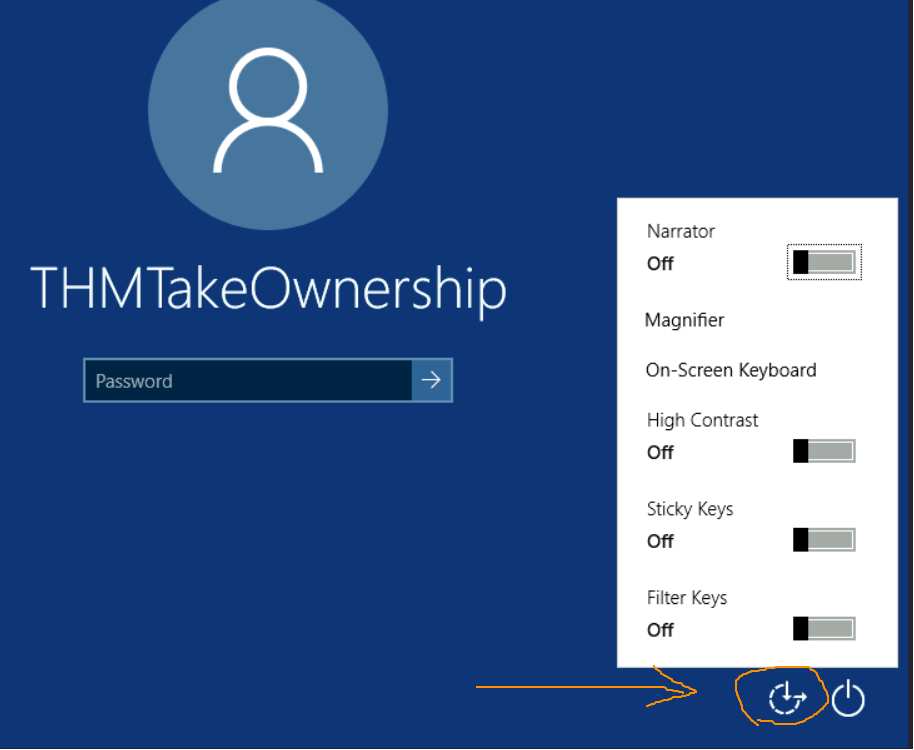 THMTakeOwnership
Password
Narrator
Off
Magnifier
On-Screen Keyboard
High Contrast
Off
Sticky Keys
Off
Filter Keys
Off